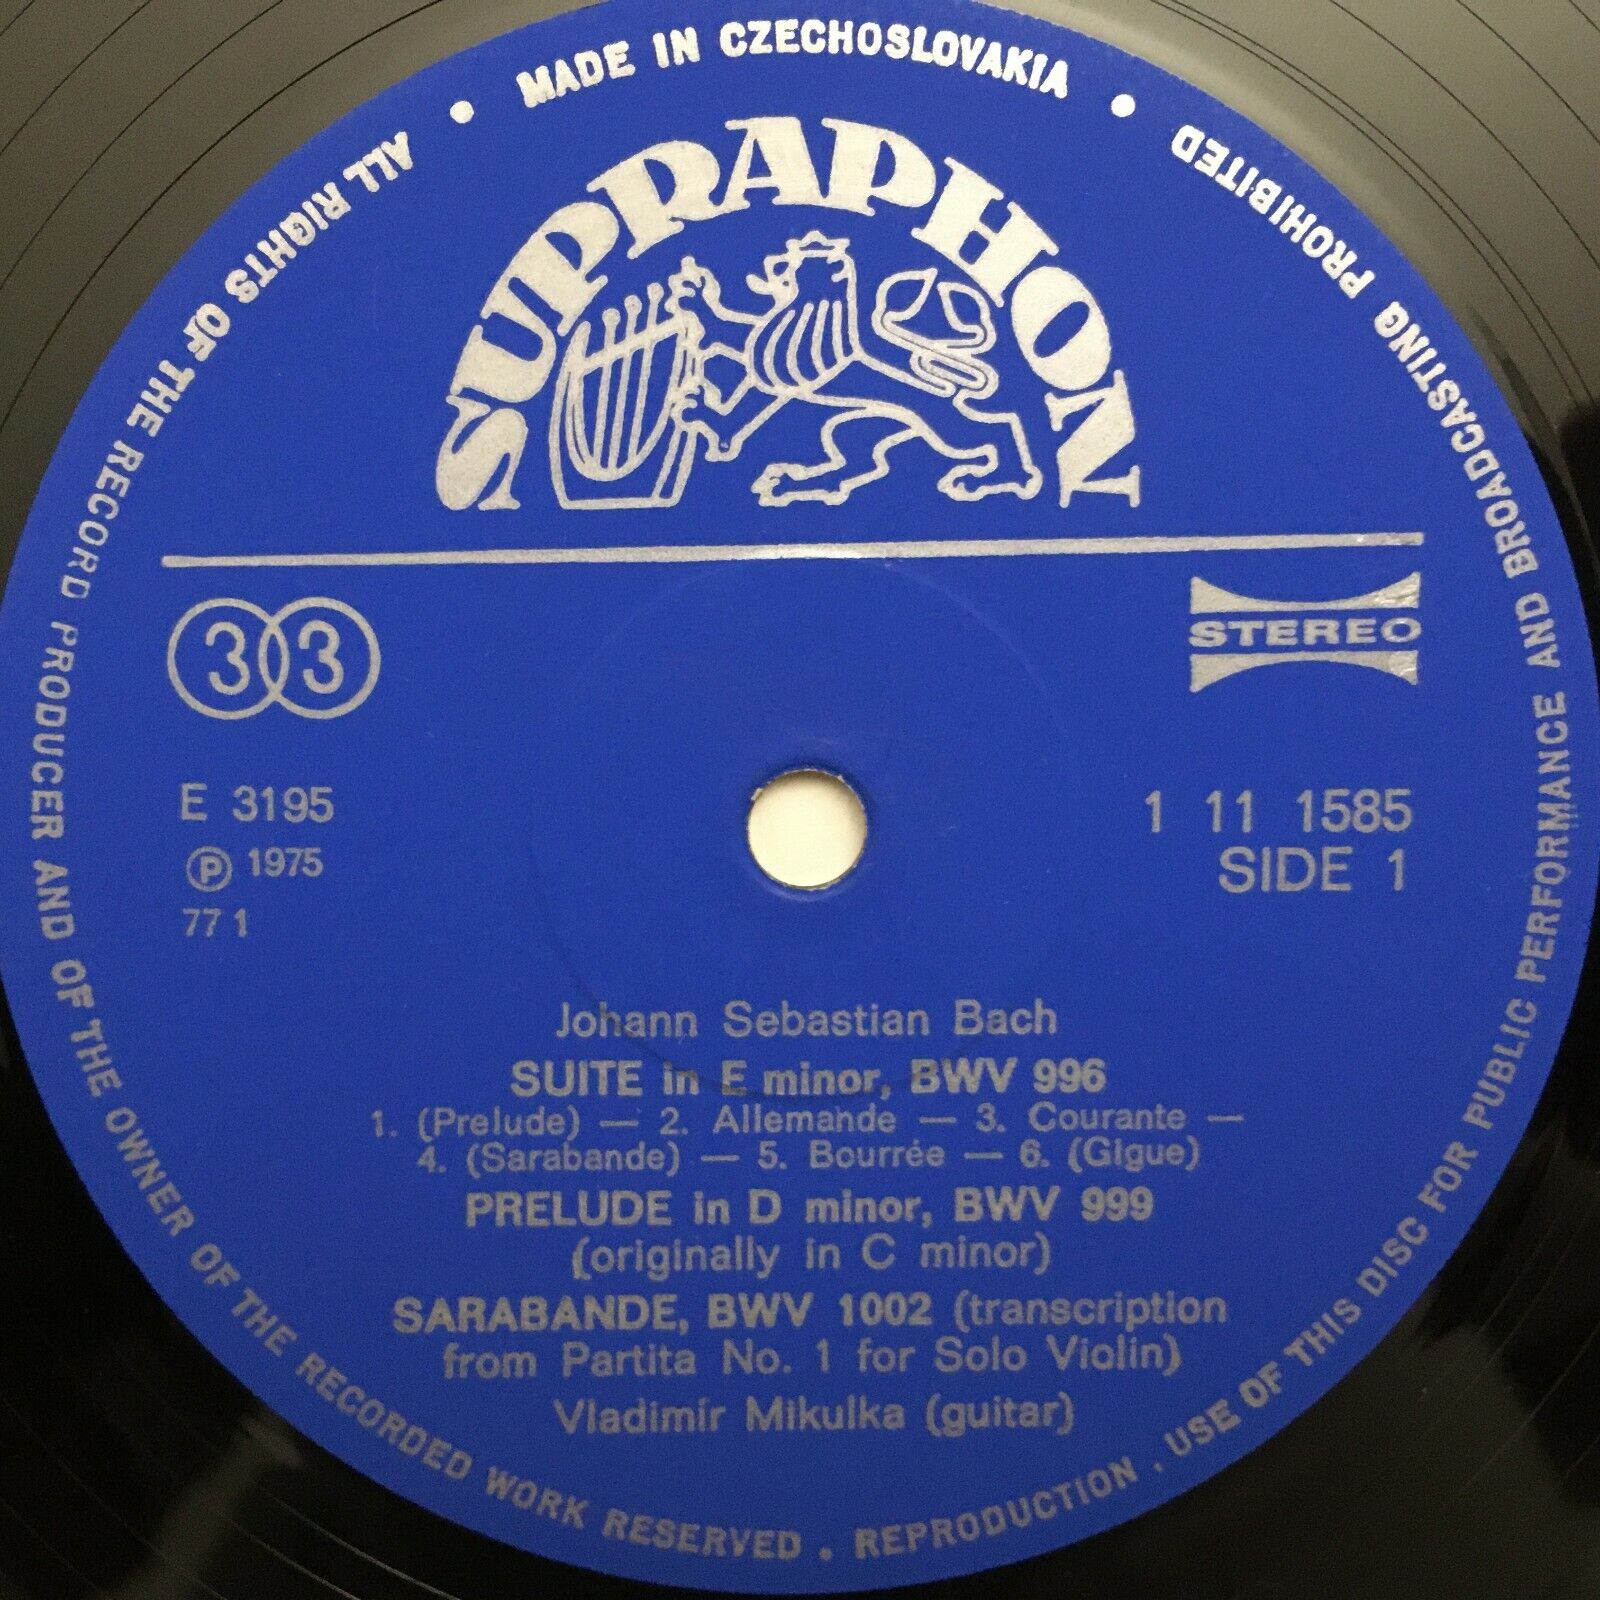 MADE IN CZECHOSLOVAKIA
ALL RIGHTS OF THE RECORD PRODUCER AND OF THE OWNER OF THE RECORDED WORK RESERVED . REPRODUCTION . USE OF THIS DISC FOR PUBLIC PERFORMANCE AND BROADCASTING PROHIBITED
SUPRAPHON
33
STEREO
E 3195
℗ 1975
77 1
1 11 1585
SIDE 1
Johann Sebastian Bach
SUITE in E minor, BWV 996
1. (Prelude) — 2. Allemande — 3. Courante —
4. (Sarabande) — 5. Bourrée — 6. (Gigue)
PRELUDE in D minor, BWV 999
(originally in C minor)
SARABANDE, BWV 1002 (transcription
from Partita No. 1 for Solo Violin)
Vladimír Mikulka (guitar)